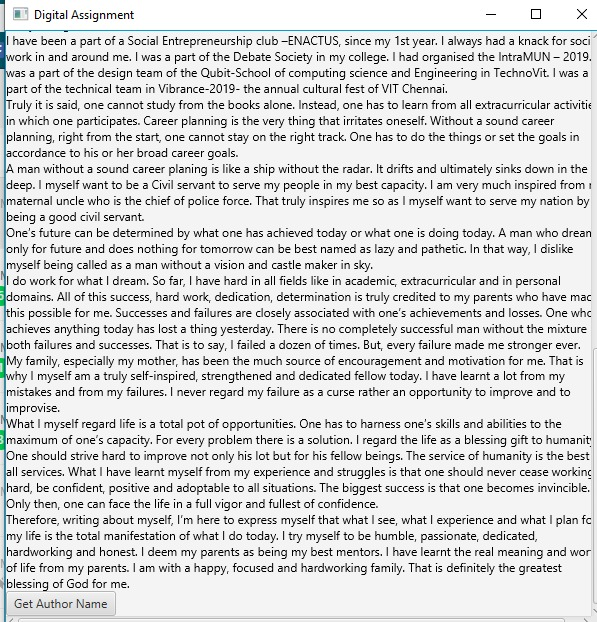 Digital Assignment
I have been a part of a Social Entrepreneurship club –ENACTUS, since my 1st year. I always had a knack for soci
work in and around me. I was a part of the Debate Society in my college. I had organised the IntraMUN – 2019.
was a part of the design team of the Qubit-School of computing science and Engineering in TechnoVit. I was a
part of the technical team in Vibrance-2019- the annual cultural fest of VIT Chennai.
Truly it is said, one cannot study from the books alone. Instead, one has to learn from all extracurricular activitie
in which one participates. Career planning is the very thing that irritates oneself. Without a sound career
planning, right from the start, one cannot stay on the right track. One has to do the things or set the goals in
accordance to his or her broad career goals.
A man without a sound career planing is like a ship without the radar. It drifts and ultimately sinks down in the
deep. I myself want to be a Civil servant to serve my people in my best capacity. I am very much inspired from
maternal uncle who is the chief of police force. That truly inspires me so as I myself want to serve my nation by
being a good civil servant.
One's future can be determined by what one has achieved today or what one is doing today. A man who drean
only for future and does nothing for tomorrow can be best named as lazy and pathetic. In that way, I dislike
myself being called as a man without a vision and castle maker in sky.
I do work for what I dream. So far, I have hard in all fields like in academic, extracurricular and in personal
domains. All of this success, hard work, dedication, determination is truly credited to my parents who have mac
this possible for me. Successes and failures are closely associated with one's achievements and losses. One who
achieves anything today has lost a thing yesterday. There is no completely successful man without the mixture
both failures and successes. That is to say, I failed a dozen of times. But, every failure made me stronger ever.
My family, especially my mother, has been the much source of encouragement and motivation for me. That is
why I myself am a truly self-inspired, strengthened and dedicated fellow today. I have learnt a lot from my
mistakes and from my failures. I never regard my failure as a curse rather an opportunity to improve and to
improvise.
What I myself regard life is a total pot of opportunities. One has to harness one's skills and abilities to the
maximum of one's capacity. For every problem there is a solution. I regard the life as a blessing gift to humanity
One should strive hard to improve not only his lot but for his fellow beings. The service of humanity is the best
all services. What I have learnt myself from my experience and struggles is that one should never cease working
hard, be confident, positive and adoptable to all situations. The biggest success is that one becomes invincible.
Only then, one can face the life in a full vigor and fullest of confidence.
Therefore, writing about myself, I'm here to express myself that what I see, what I experience and what I plan fo
my life is the total manifestation of what I do today. I try myself to be humble, passionate, dedicated,
hardworking and honest. I deem my parents as being my best mentors. I have learnt the real meaning and wor
of life from my parents. I am with a happy, focused and hardworking family. That is definitely the greatest
blessing of God for me.
Get Author Name